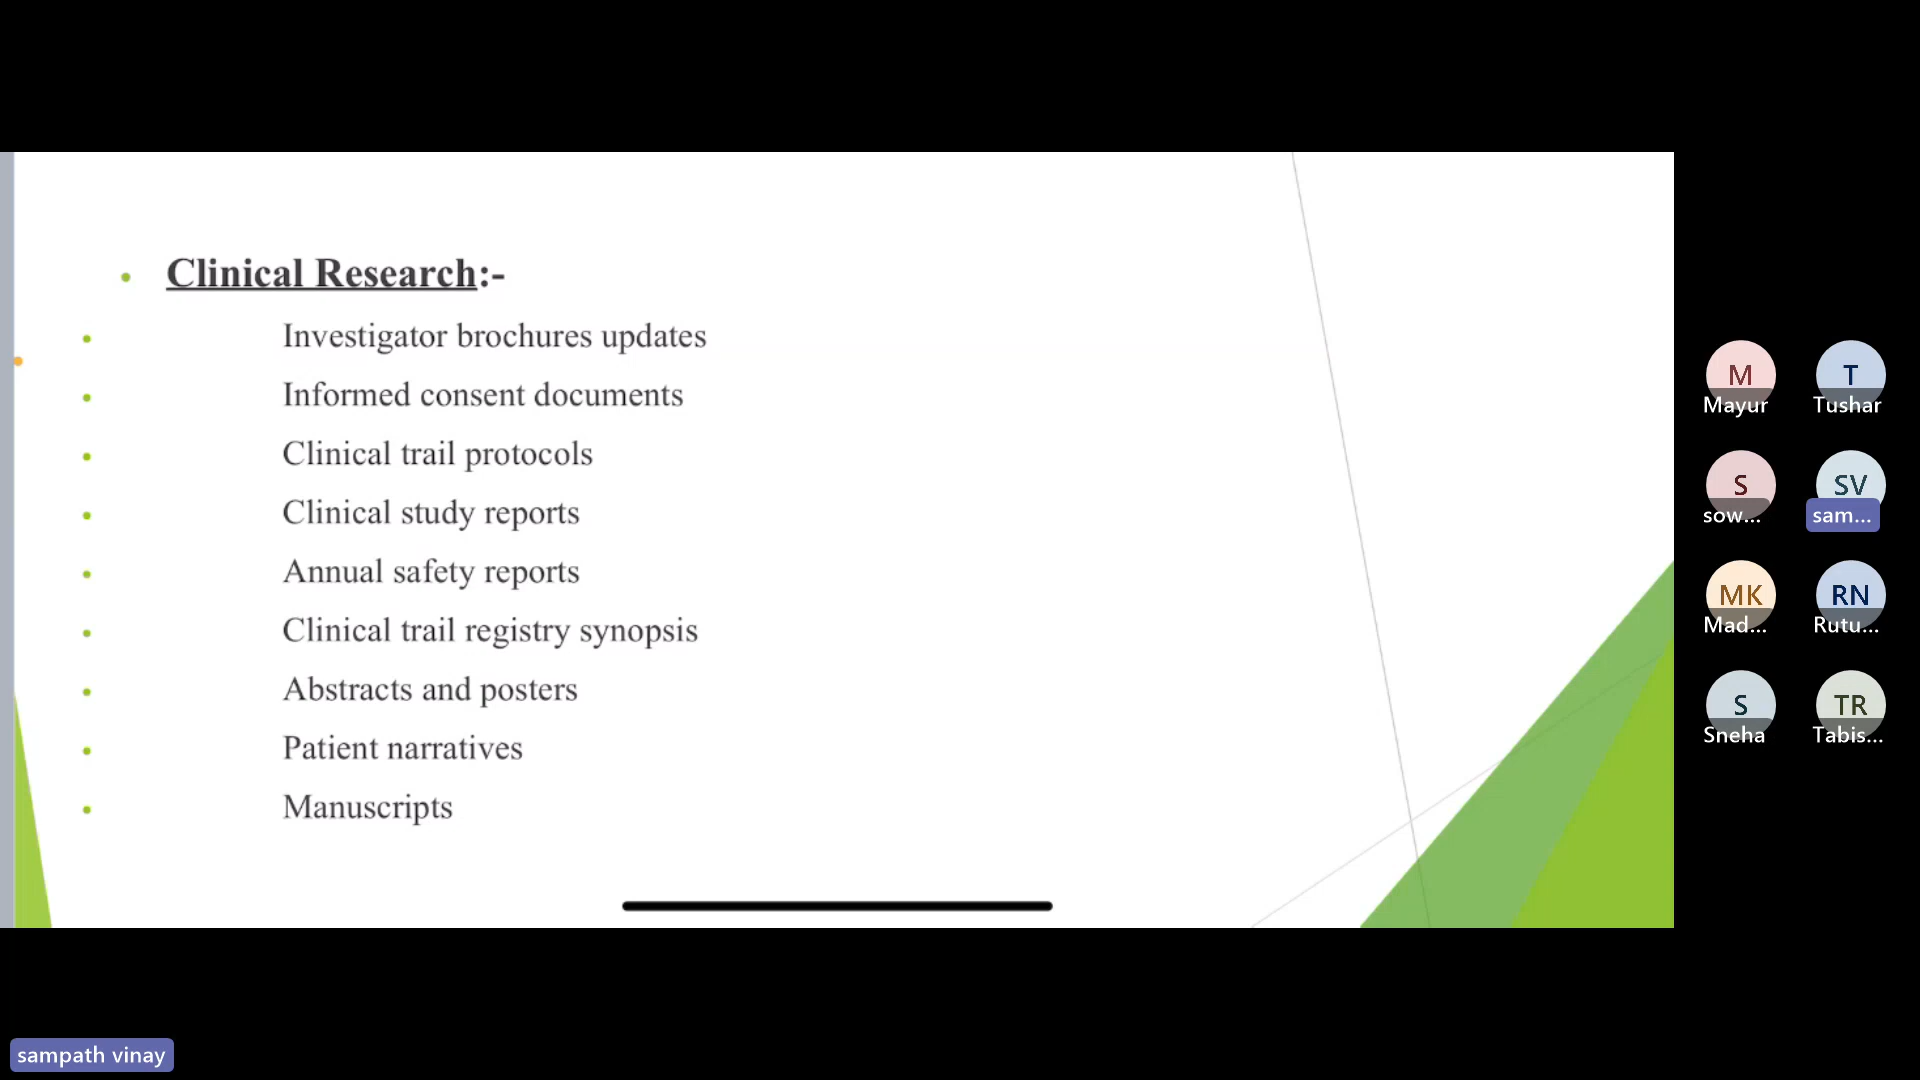 Clinical Research:-
Investigator brochures updates
Informed consent documents
Clinical trail protocols
Clinical study reports
Annual safety reports
Clinical trail registry synopsis
Abstracts and posters
Patient narratives
Manuscripts
M T
Mayur Tushar
S SV
sow... sam...
MK RN
Mad... Rutu...
S TR
Sneha Tabis...
sampath vinay